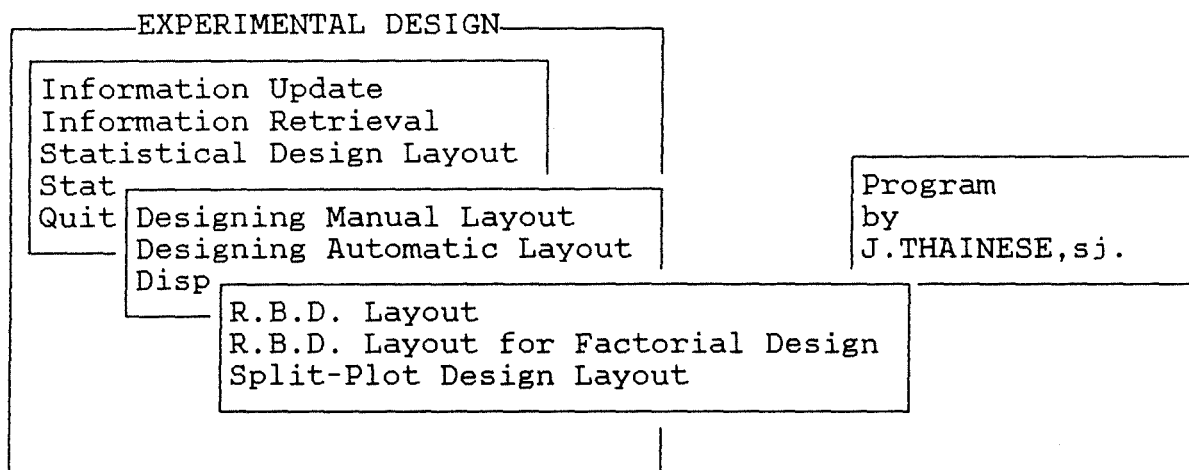 EXPERIMENTAL DESIGN
Information Update
Information Retrieval
Statistical Design Layout
Stat
Quit
Designing Manual Layout
Designing Automatic Layout
Disp
R.B.D. Layout
R.B.D. Layout for Factorial Design
Split-Plot Design Layout
Program
by
J.THAINESE,sj.